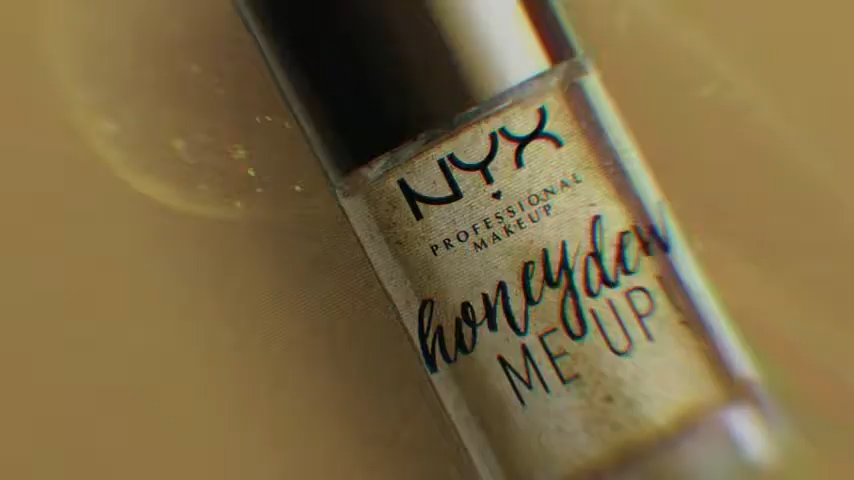 NYX
PROFESSIONAL
MAKEUP
honeydew
ME UP